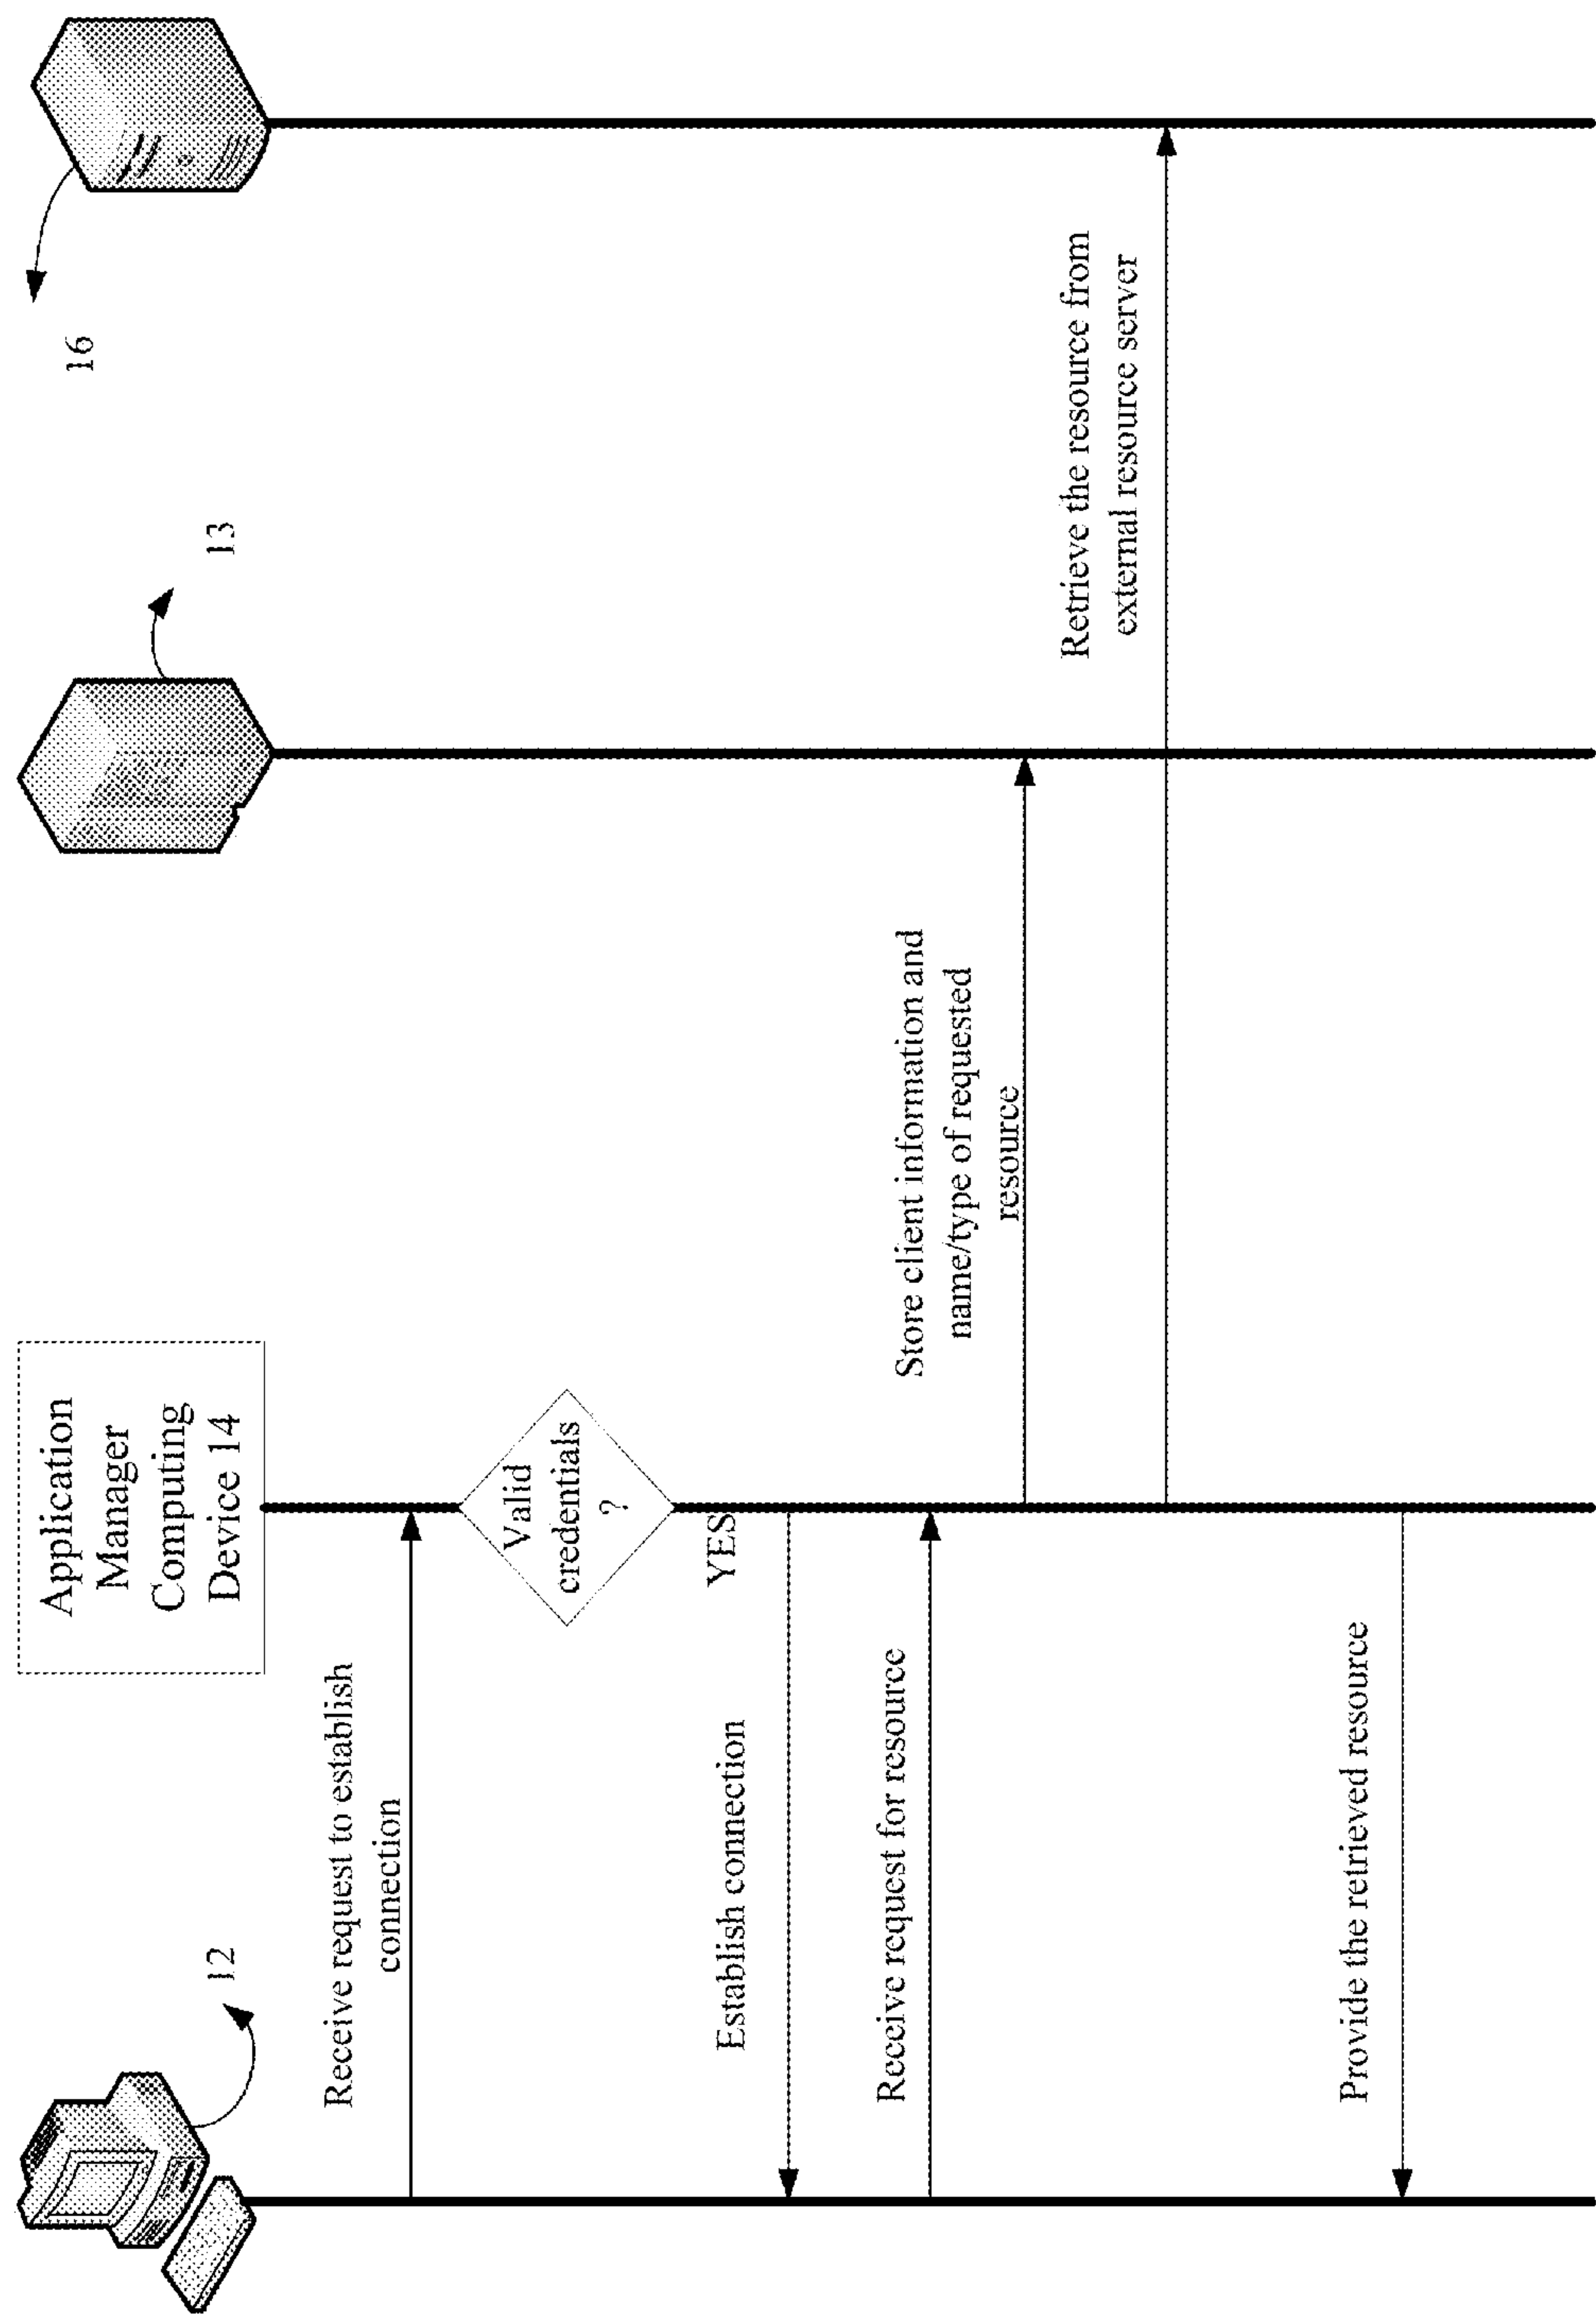 12
Application
Manager
Computing
Device 14
13
16
Receive request to establish
connection
Valid
credentials
?
YES
Establish connection
Receive request for resource
Store client information and
name/type of requested
resource
Retrieve the resource from
external resource server
Provide the retrieved resource